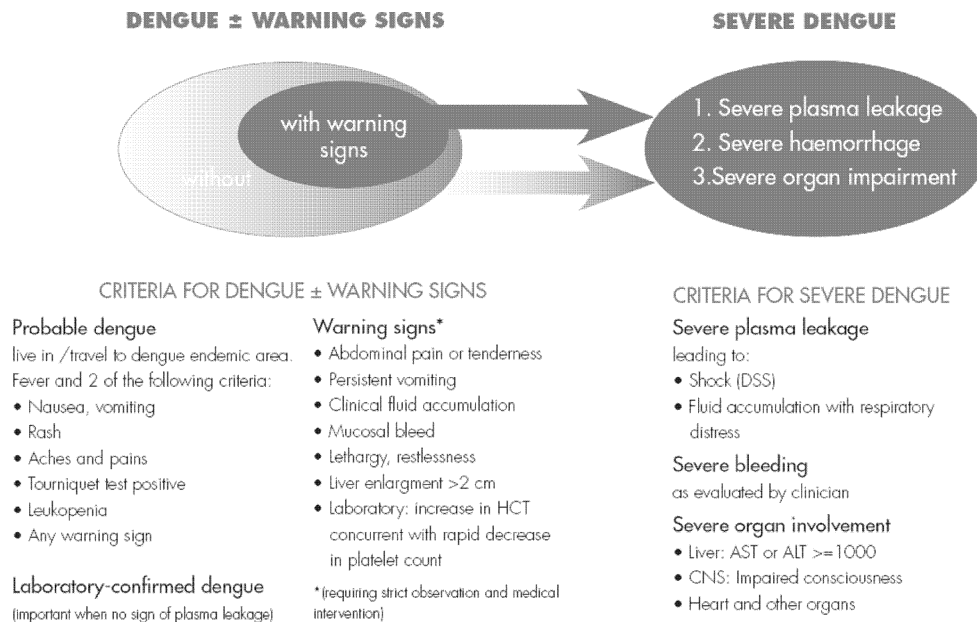 DENGUE ± WARNING SIGNS
SEVERE DENGUE
with warning
signs
without
1. Severe plasma leakage
2. Severe haemorrhage
3.Severe organ impairment
CRITERIA FOR DENGUE ± WARNING SIGNS
Probable dengue
live in /travel to dengue endemic area.
Fever and 2 of the following criteria:
• Nausea, vomiting
• Rash
• Aches and pains
• Tourniquet test positive
• Leukopenia
• Any warning sign
Laboratory-confirmed dengue
(important when no sign of plasma leakage)
Warning signs*
• Abdominal pain or tenderness
• Persistent vomiting
• Clinical fluid accumulation
• Mucosal bleed
• Lethargy, restlessness
• Liver enlargment >2 cm
• Laboratory: increase in HCT
concurrent with rapid decrease
in platelet count
*(requiring strict observation and medical
intervention)
CRITERIA FOR SEVERE DENGUE
Severe plasma leakage
leading to:
• Shock (DSS)
• Fluid accumulation with respiratory
distress
Severe bleeding
as evaluated by clinician
Severe organ involvement
• Liver: AST or ALT >=1000
• CNS: Impaired consciousness
• Heart and other organs